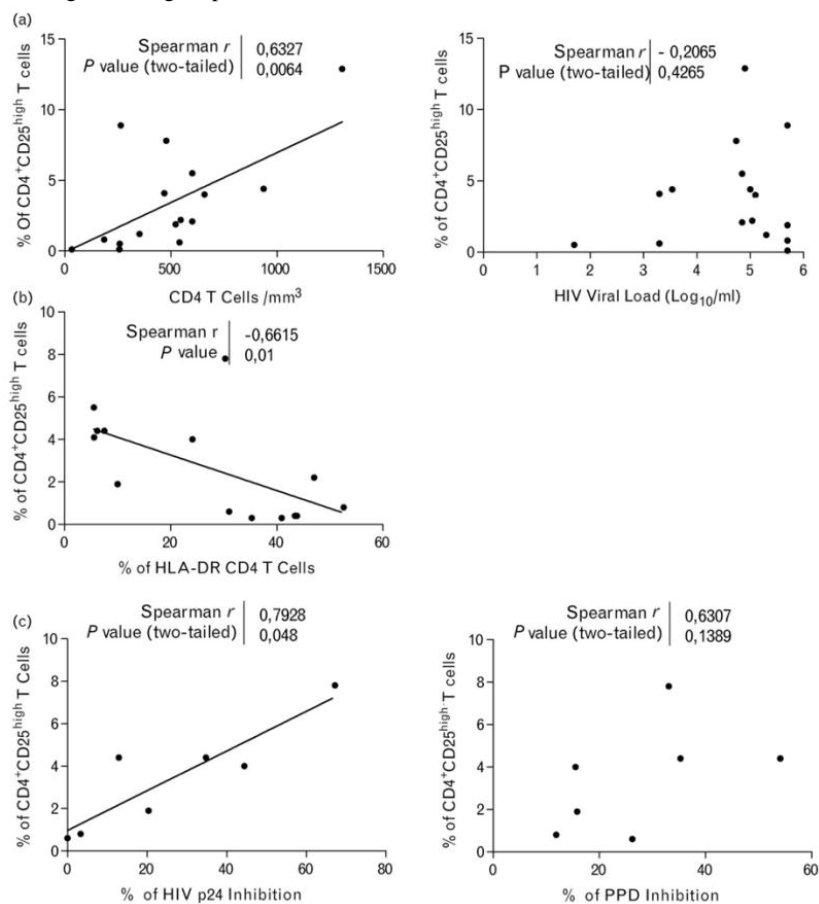 (a)
Spearman r 0,6327
P value (two-tailed) 0,0064
% Of CD4+CD25high T cells
15
10
5
0
0 500 1000 1500
CD4 T Cells /mm3
Spearman r - 0,2065
P value (two-tailed) 0,4265
% of CD4+CD25high T cells
15
10
5
0
0 1 2 3 4 5 6
HIV Viral Load (Log10/ml)
(b)
Spearman r -0,6615
P value 0,01
% of CD4+CD25high T cells
10
8
6
4
2
0
0 20 40 60
% of HLA-DR CD4 T Cells
(c)
Spearman r 0,7928
P value (two-tailed) 0,048
% of CD4+CD25high T Cells
10
8
6
4
2
0
0 20 40 60 80
% of HIV p24 Inhibition
Spearman r 0,6307
P value (two-tailed) 0,1389
% of CD4+CD25high T cells
10
8
6
4
2
0
0 20 40 60
% of PPD Inhibition